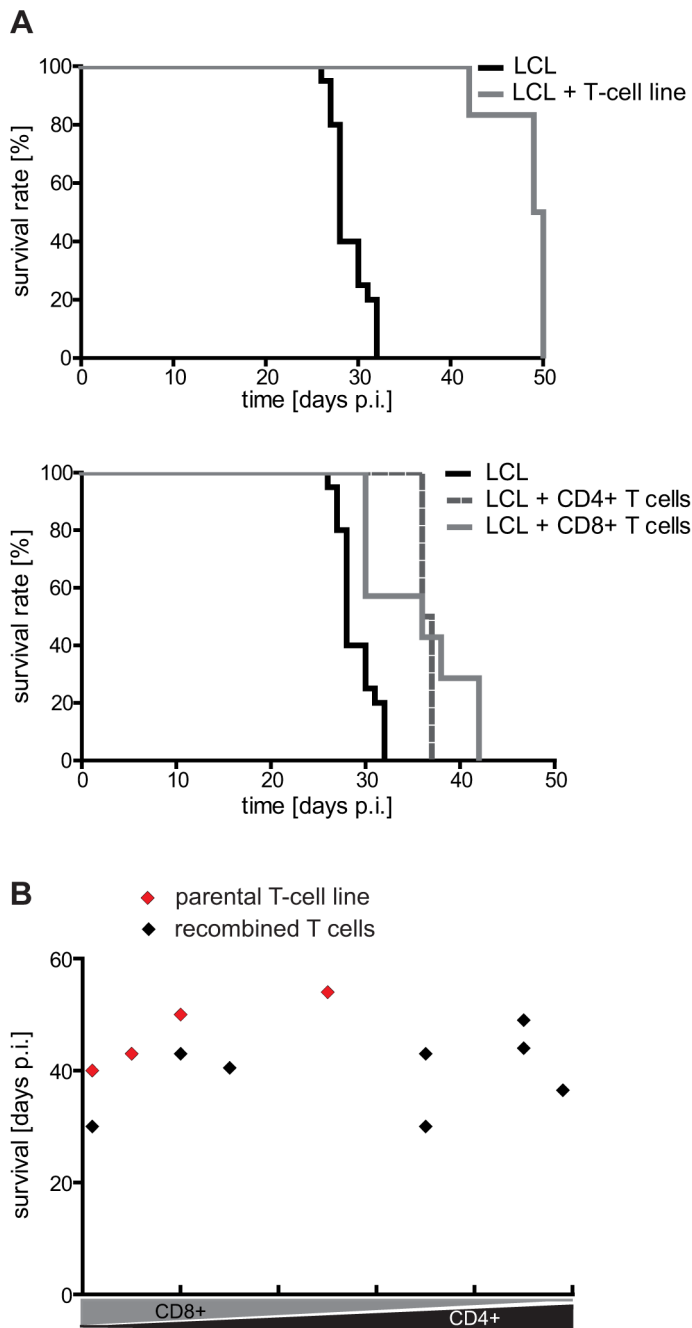 A
LCL
LCL + T-cell line
survival rate [%]
100
80
60
40
20
0
0 10 20 30 40 50
time [days p.i.]
LCL
LCL + CD4+ T cells
LCL + CD8+ T cells
survival rate [%]
100
80
60
40
20
0
0 10 20 30 40 50
time [days p.i.]
B
parental T-cell line
recombined T cells
survival [days p.i.]
60
40
20
0
CD8+
CD4+